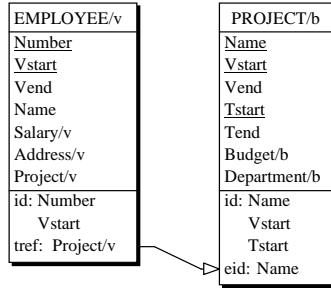 EMPLOYEE/v
Number
Vstart
Vend
Name
Salary/v
Address/v
Project/v
id: Number
Vstart
tref: Project/v
PROJECT/b
Name
Vstart
Vend
Tstart
Tend
Budget/b
Department/b
id: Name
Vstart
Tstart
eid: Name